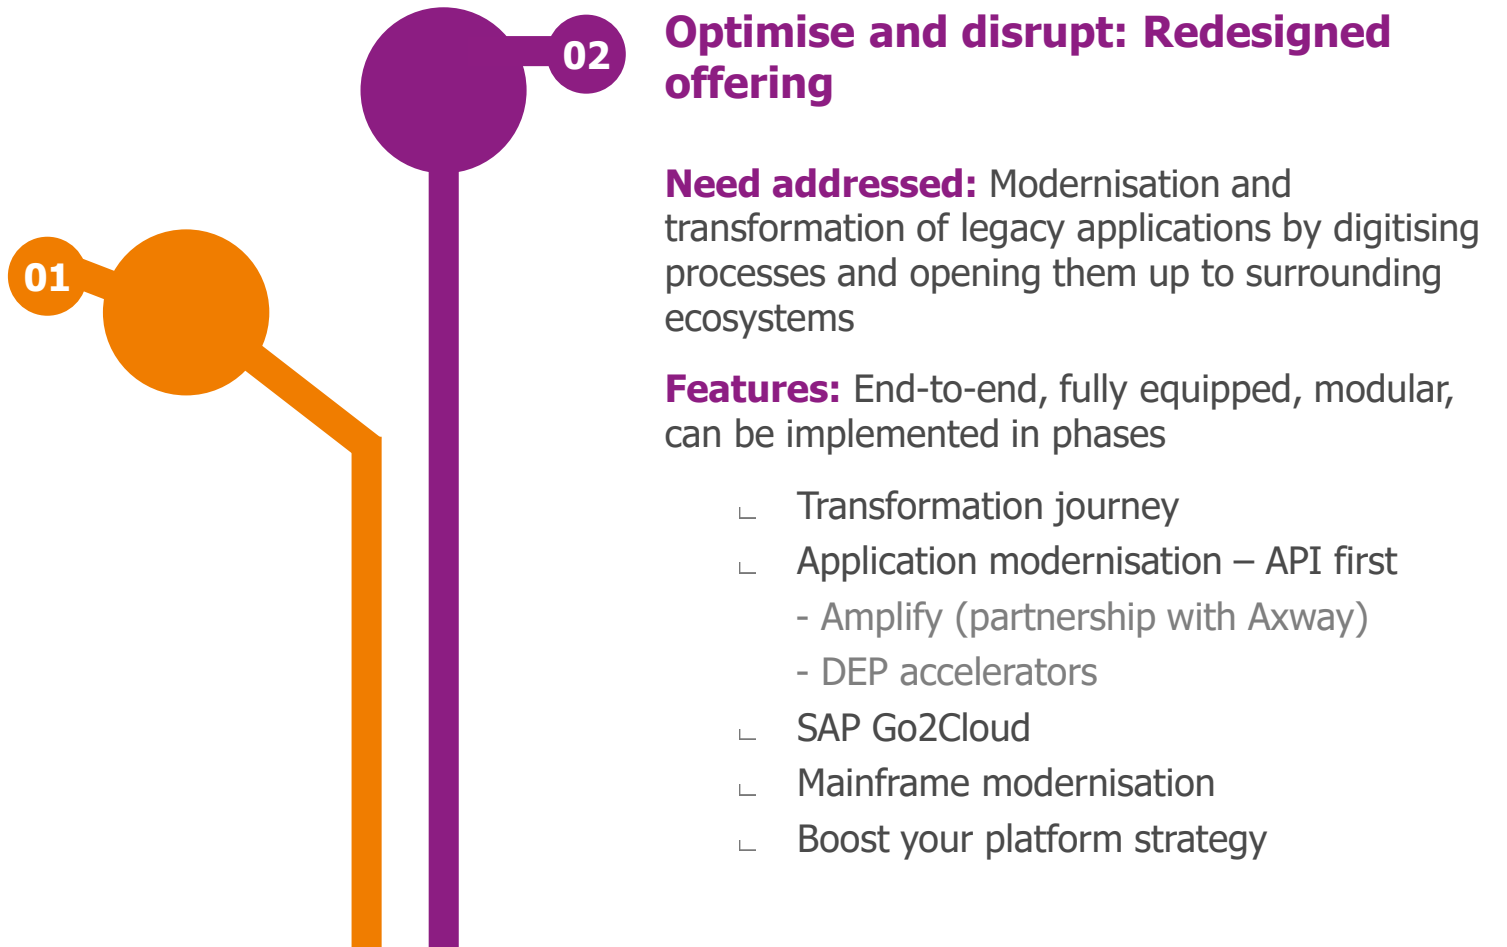 02
Optimise and disrupt: Redesigned
offering
Need addressed: Modernisation and
transformation of legacy applications by digitising
processes and opening them up to surrounding
ecosystems
01
Features: End-to-end, fully equipped, modular,
can be implemented in phases
Transformation journey
Application modernisation – API first
- Amplify (partnership with Axway)
- DEP accelerators
SAP Go2Cloud
Mainframe modernisation
Boost your platform strategy